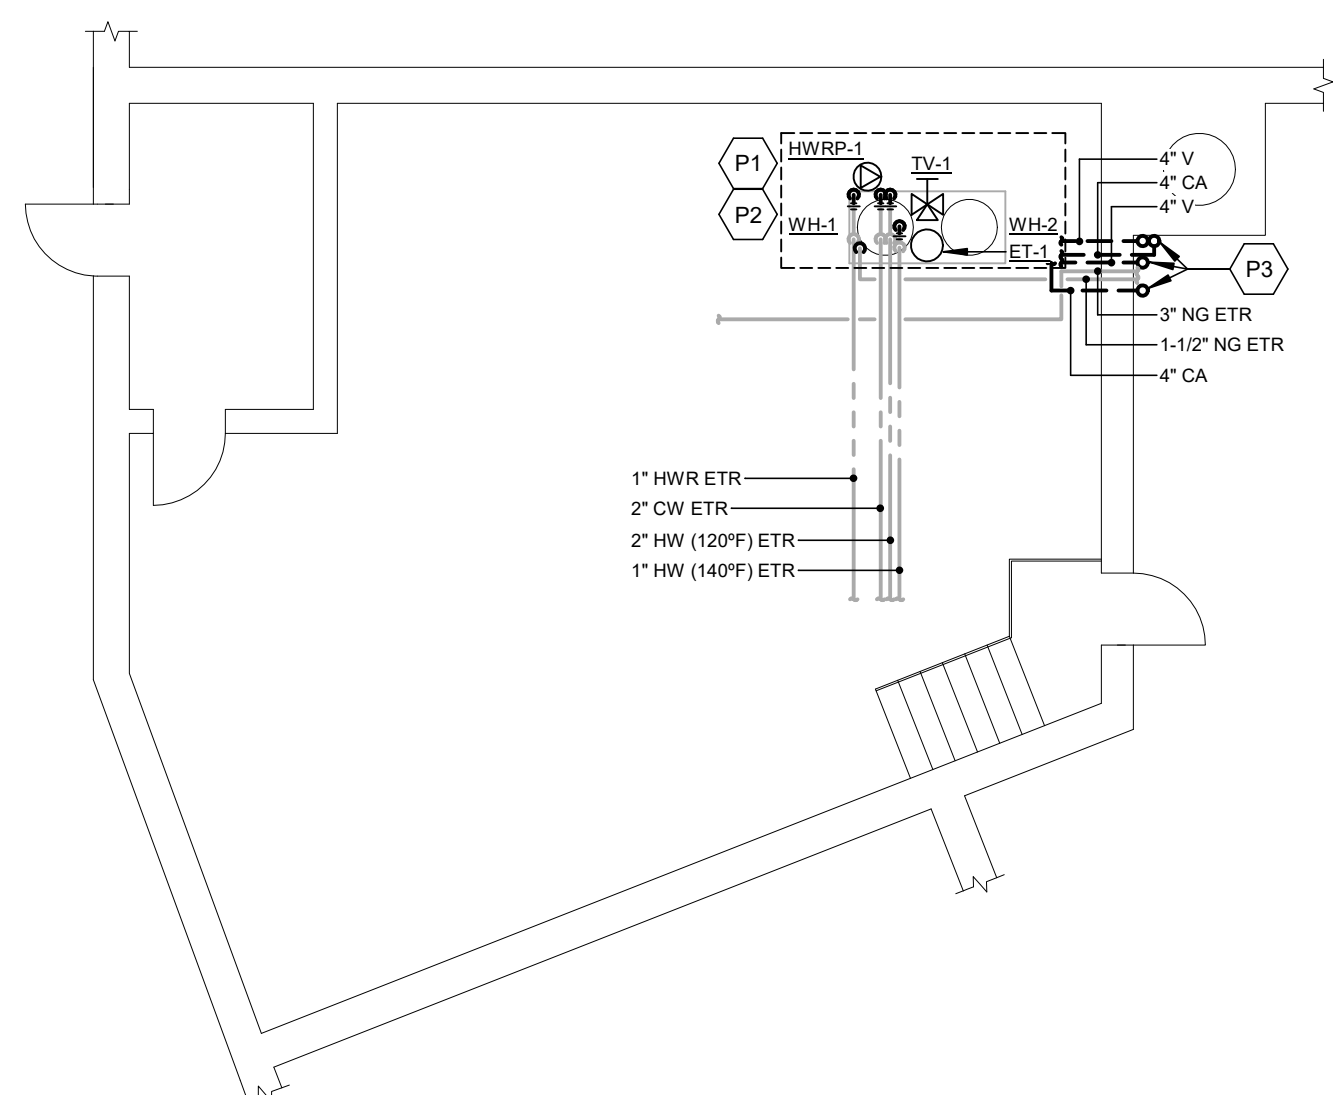 P1
HWRP-1
TV-1
4" V
4" CA
4" V
P2
WH-1
WH-2
ET-1
P3
3" NG ETR
1-1/2" NG ETR
4" CA
1" HWR ETR
2" CW ETR
2" HW (120ºF) ETR
1" HW (140ºF) ETR